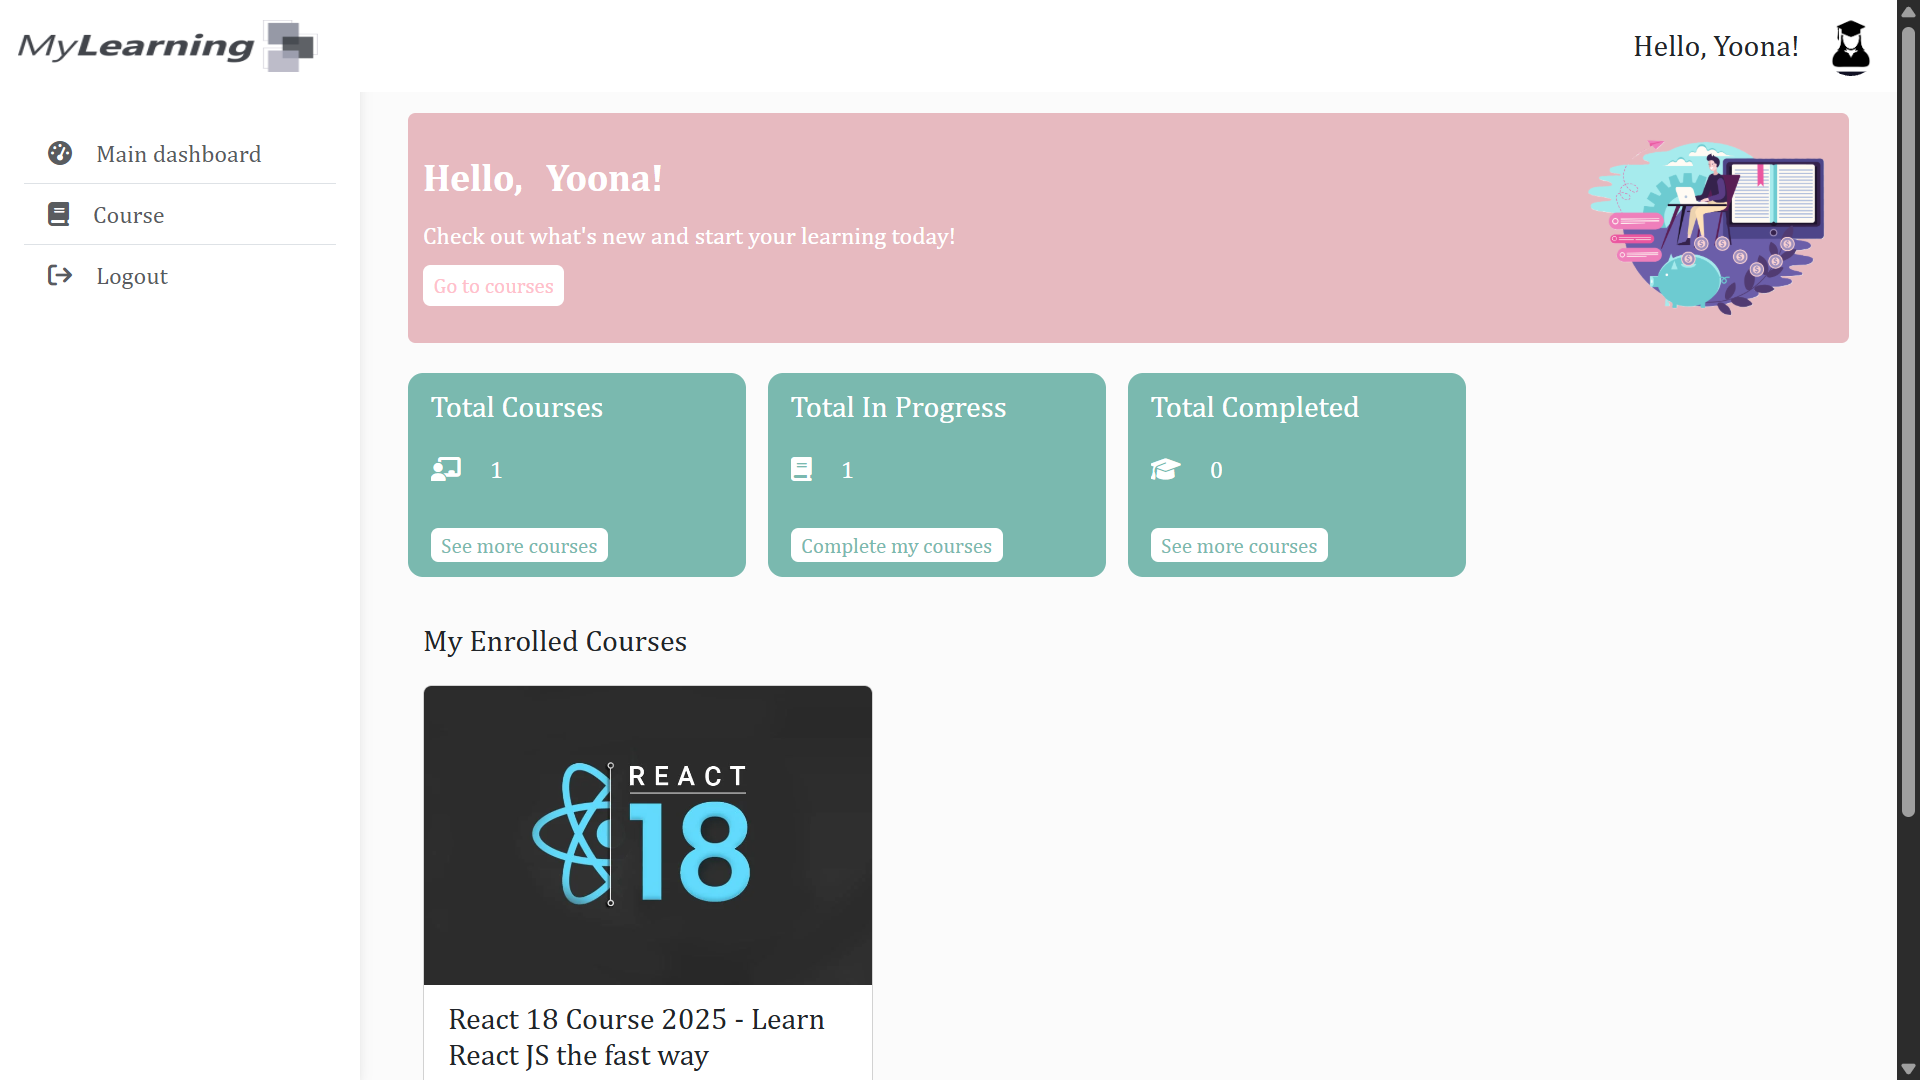 MyLearning
Hello, Yoona!
Main dashboard
Course
Logout
Hello, Yoona!
Check out what's new and start your learning today!
Go to courses
Total Courses
1
See more courses
Total In Progress
1
Complete my courses
Total Completed
0
See more courses
My Enrolled Courses
REACT
18
React 18 Course 2025 - Learn
React JS the fast way